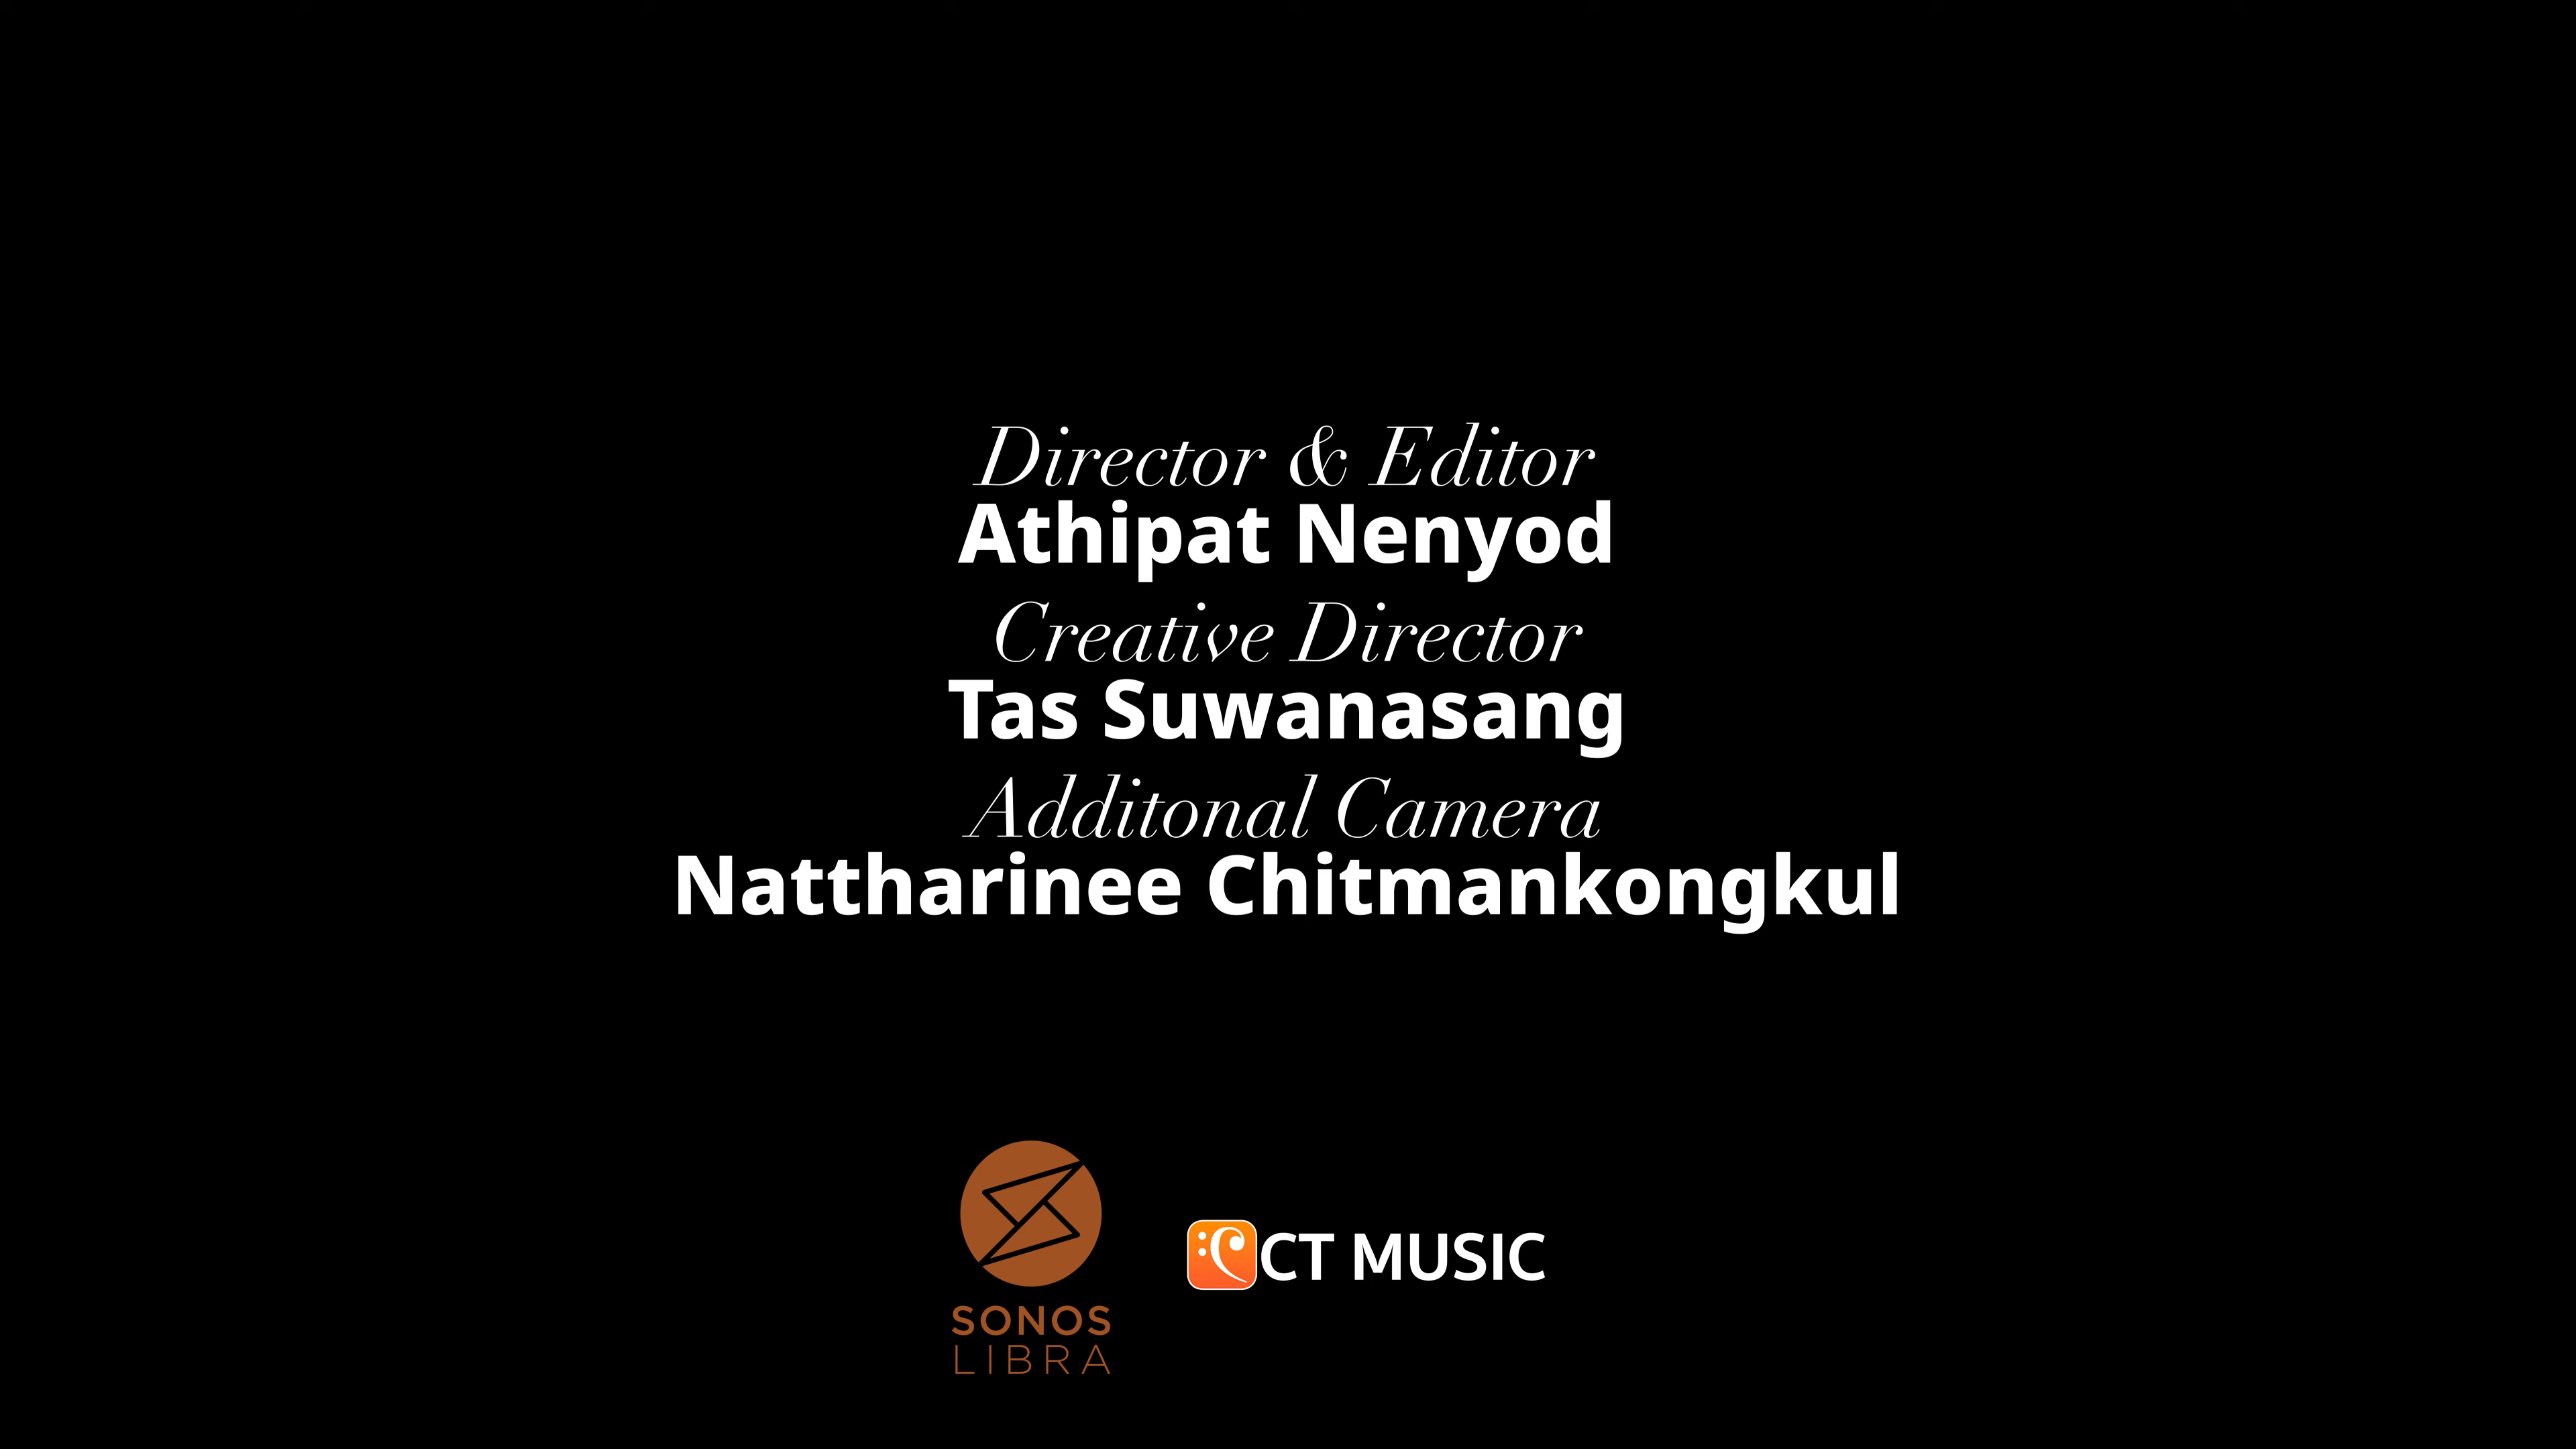 Director & Editor
Athipat Nenyod
Creative Director
Tas Suwanasang
Additonal Camera
Nattharinee Chitmankongkul
SONOS
LIBRA
CT MUSIC